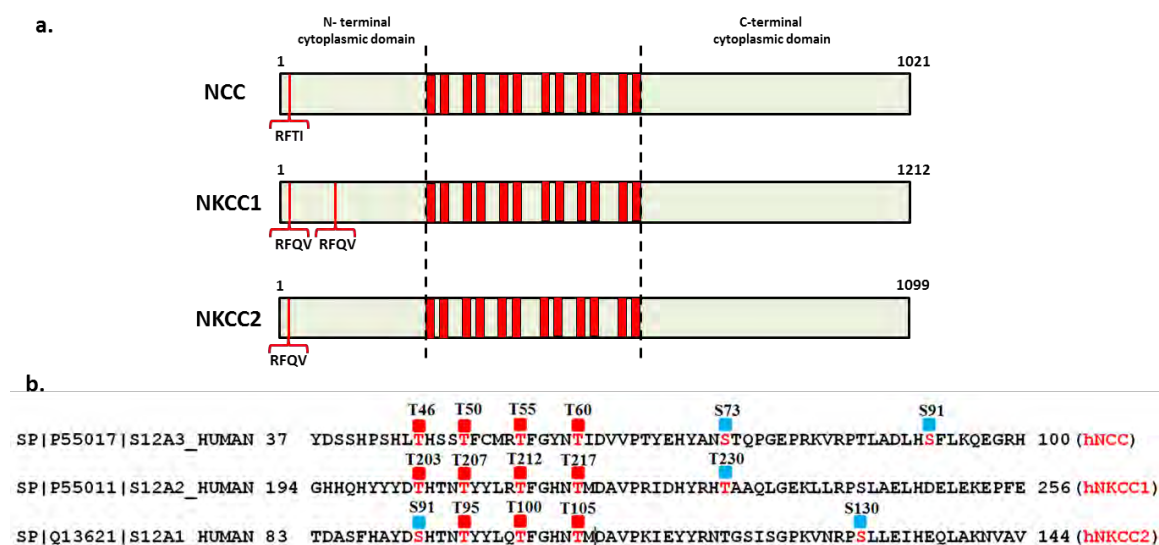 a.
N- terminal
cytoplasmic domain
C-terminal
cytoplasmic domain
1 1021
NCC
RFTI
1 1212
NKCC1
RFQV RFQV
1 1099
NKCC2
RFQV
b.
T46 T50 T55 T60 S73 S91
SP|P55017|S12A3_HUMAN 37 YDSSHPSHLTHSSTFCMRTFGYNTIDVVPTYEHYANSTQPGEPRKVRPTLADLHSFLKQEGRH 100 (hNCC)
T203 T207 T212 T217 T230
SP|P55011|S12A2_HUMAN 194 GHHQHYYYDTHTNTYYLRTFGHNTMDAVPRIDHYRHTAAQLGEKLLRPSLAELHDELEKEPFE 256 (hNKCC1)
S91 T95 T100 T105 S130
SP|Q13621|S12A1 HUMAN 83 TDASFHAYDSHTNTYYLQTFGHNTMDAVPKIEYYRNTGSISGPKVNRPSLLEIHEQLAKNVAV 144 (hNKCC2)